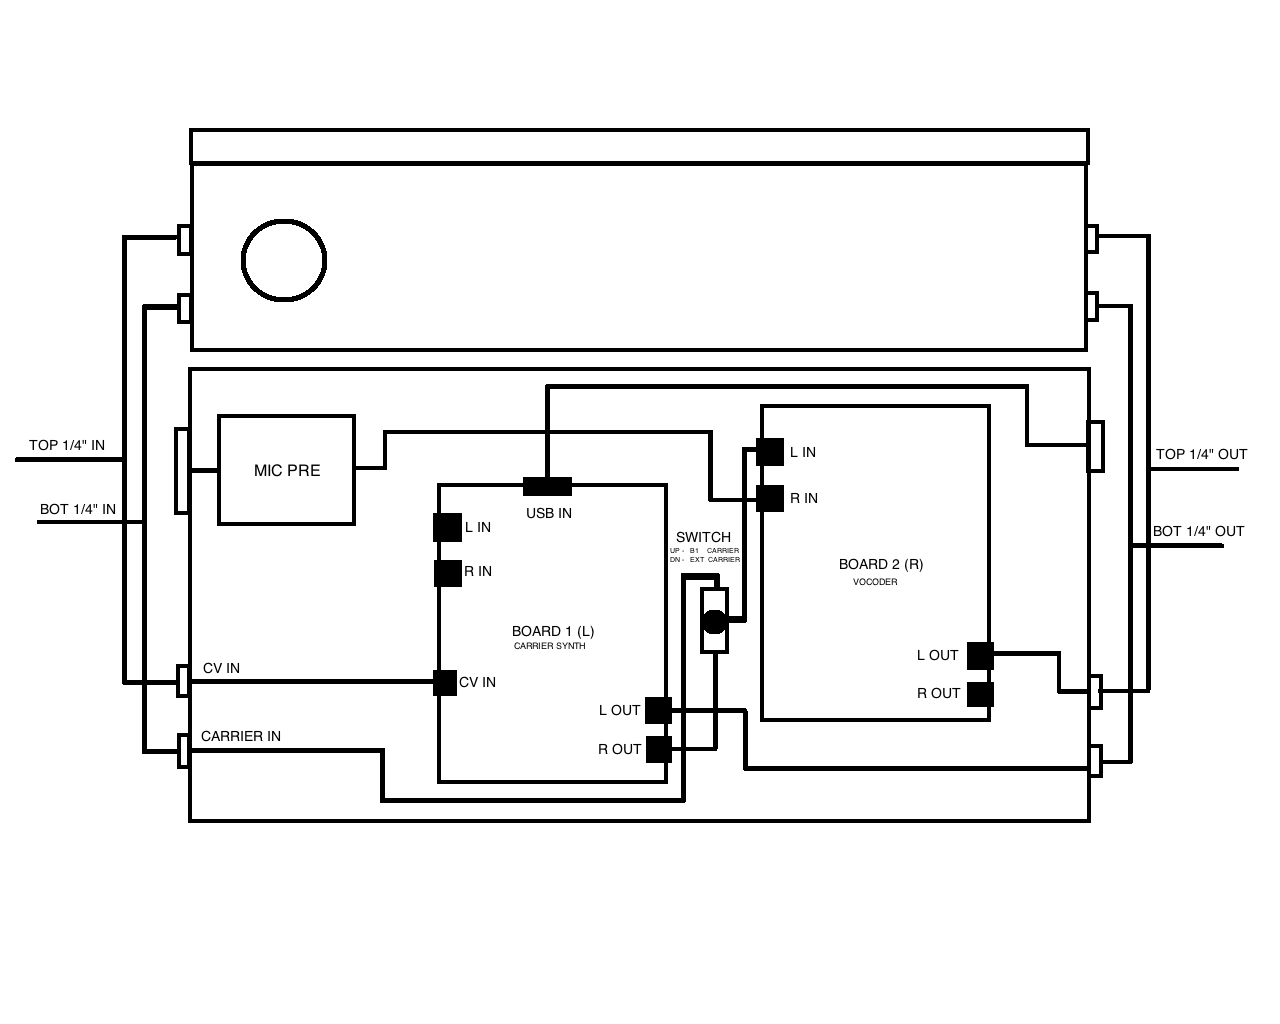 TOP 1/4" IN
BOT 1/4" IN
MIC PRE
USB IN
L IN
R IN
BOARD 1 (L)
CARRIER SYNTH
CV IN
CV IN
CARRIER IN
L OUT
R OUT
SWITCH
UP - B1 CARRIER
DN - EXT CARRIER
L IN
R IN
BOARD 2 (R)
VOCODER
L OUT
R OUT
TOP 1/4" OUT
BOT 1/4" OUT